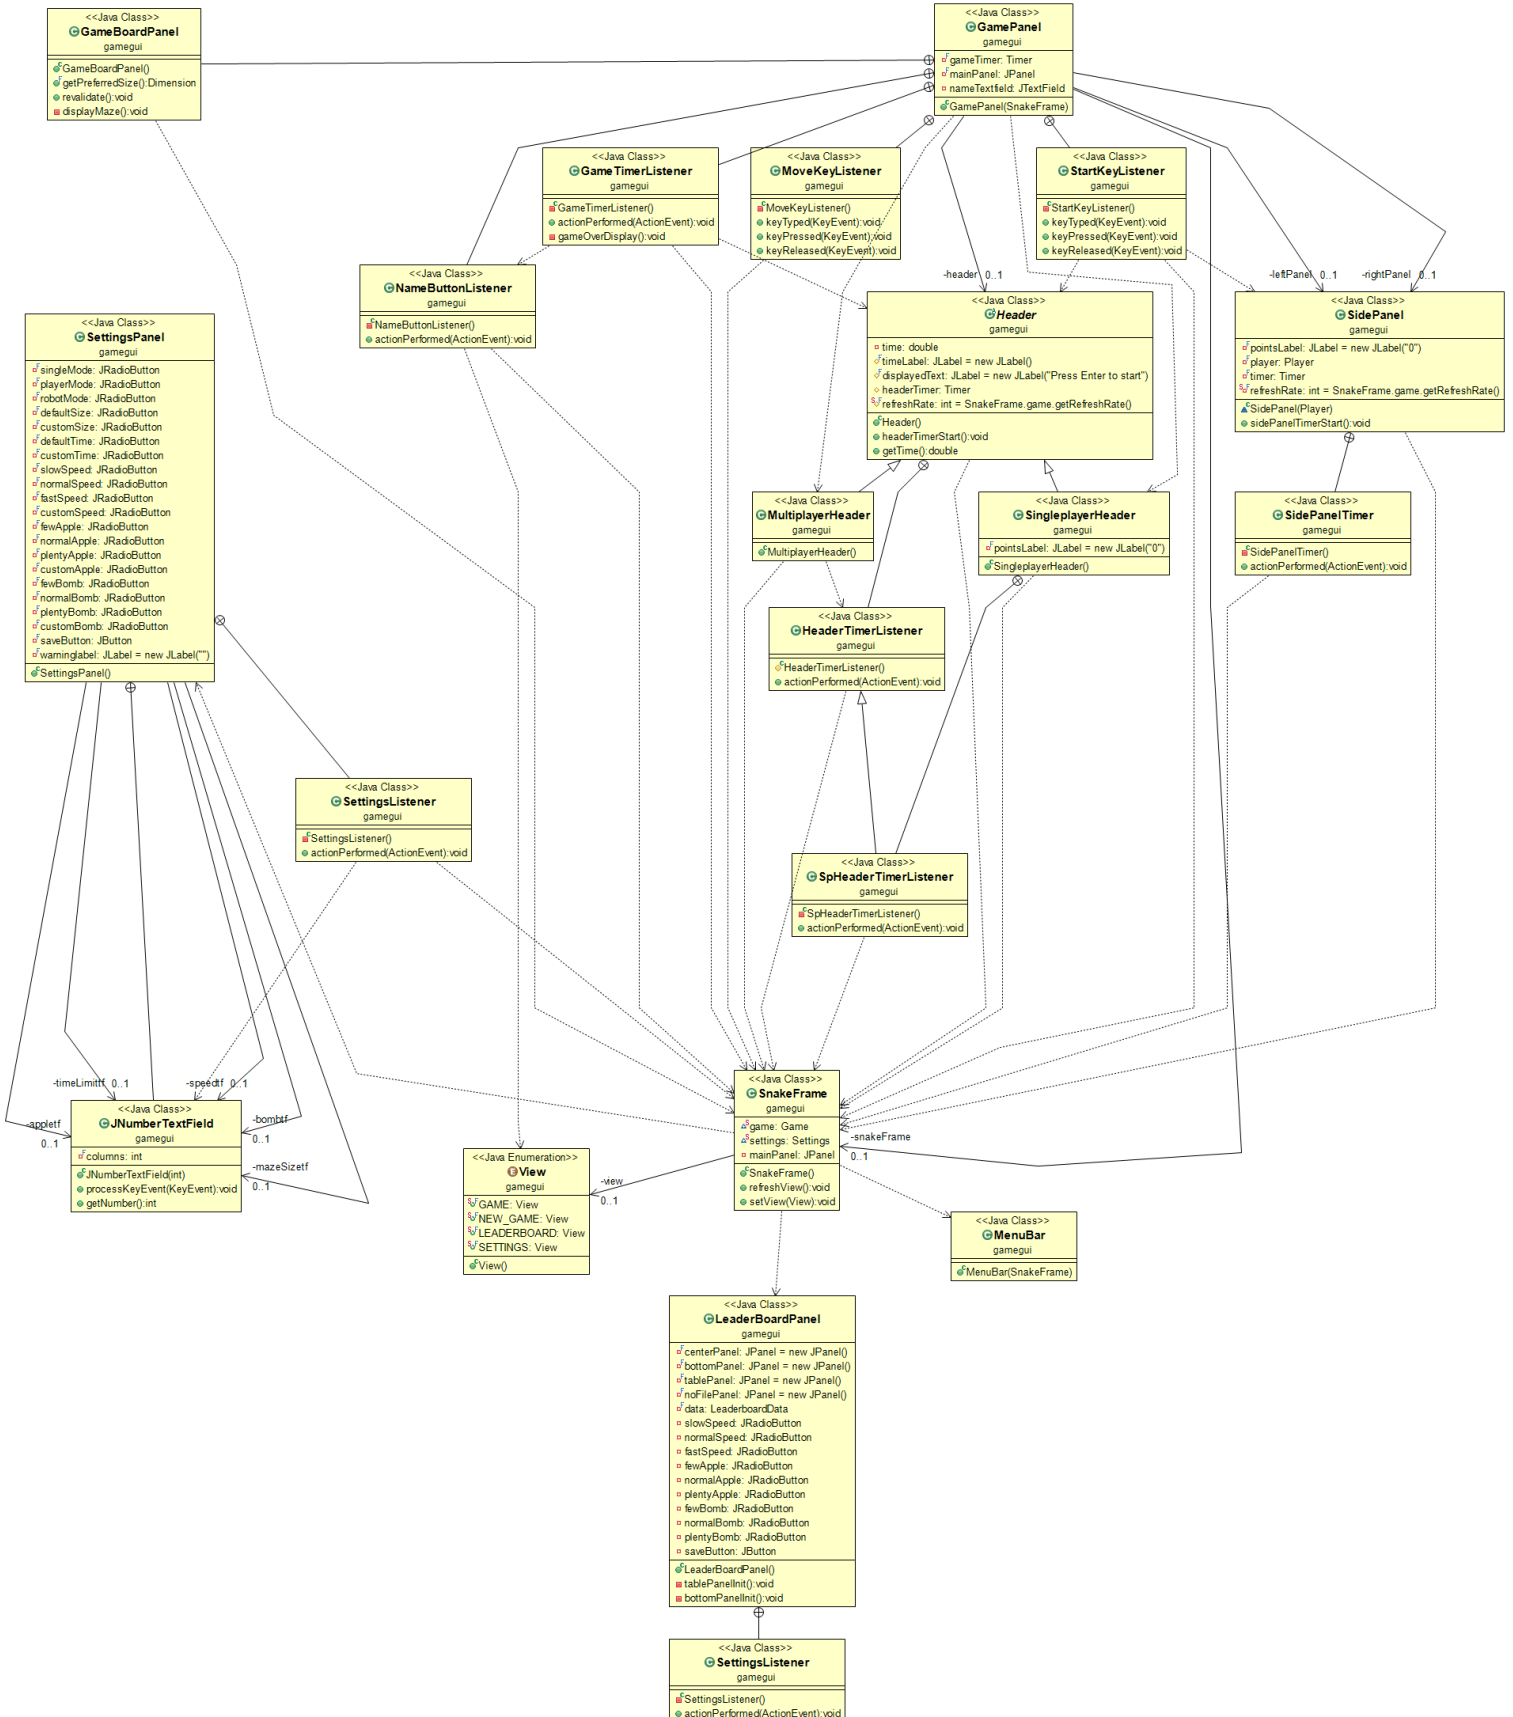 <<Java Class>>
GameBoardPanel
gamegui
GameBoardPanel()
getPreferredSize():Dimension
revalidate():void
displayMaze():void
<<Java Class>>
GamePanel
gamegui
gameTimer: Timer
mainPanel: JPanel
nameTextfield: JTextField
GamePanel(SnakeFrame)
<<Java Class>>
GameTimerListener
gamegui
GameTimerListener()
actionPerformed(ActionEvent):void
gameOverDisplay():void
<<Java Class>>
MoveKeyListener
gamegui
MoveKeyListener()
keyTyped(KeyEvent):void
keyPressed(KeyEvent):void
keyReleased(KeyEvent):void
<<Java Class>>
StartKeyListener
gamegui
StartKeyListener()
keyTyped(KeyEvent):void
keyPressed(KeyEvent):void
keyReleased(KeyEvent):void
<<Java Class>>
NameButtonListener
gamegui
NameButtonListener()
actionPerformed(ActionEvent):void
-header 0..1
-leftPanel 0..1
-rightPanel 0..1
<<Java Class>>
Header
gamegui
time: double
timeLabel: JLabel = new JLabel()
displayedText: JLabel = new JLabel("Press Enter to start")
headerTimer: Timer
refreshRate: int = SnakeFrame.game.getRefreshRate()
Header()
headerTimerStart():void
getTime():double
<<Java Class>>
SidePanel
gamegui
pointsLabel: JLabel = new JLabel("0")
player: Player
timer: Timer
refreshRate: int = SnakeFrame.game.getRefreshRate()
SidePanel(Player)
sidePanelTimerStart():void
<<Java Class>>
SettingsPanel
gamegui
singleMode: JRadioButton
playerMode: JRadioButton
robotMode: JRadioButton
defaultSize: JRadioButton
customSize: JRadioButton
defaultTime: JRadioButton
customTime: JRadioButton
slowSpeed: JRadioButton
normalSpeed: JRadioButton
fastSpeed: JRadioButton
customSpeed: JRadioButton
fewApple: JRadioButton
normalApple: JRadioButton
plentyApple: JRadioButton
customApple: JRadioButton
fewBomb: JRadioButton
normalBomb: JRadioButton
plentyBomb: JRadioButton
customBomb: JRadioButton
saveButton: JButton
warninglabel: JLabel = new JLabel("")
SettingsPanel()
<<Java Class>>
MultiplayerHeader
gamegui
MultiplayerHeader()
<<Java Class>>
SingleplayerHeader
gamegui
pointsLabel: JLabel = new JLabel("0")
SingleplayerHeader()
<<Java Class>>
SidePanelTimer
gamegui
SidePanelTimer()
actionPerformed(ActionEvent):void
<<Java Class>>
HeaderTimerListener
gamegui
HeaderTimerListener()
actionPerformed(ActionEvent):void
<<Java Class>>
SettingsListener
gamegui
SettingsListener()
actionPerformed(ActionEvent):void
<<Java Class>>
SpHeaderTimerListener
gamegui
SpHeaderTimerListener()
actionPerformed(ActionEvent):void
-timeLimittf 0..1
-speedtf 0..1
-appletf
0..1
-bombtf
0..1
-mazeSizetf
0..1
<<Java Class>>
JNumberTextField
gamegui
columns: int
JNumberTextField(int)
processKeyEvent(KeyEvent):void
getNumber():int
<<Java Class>>
SnakeFrame
gamegui
game: Game
settings: Settings
mainPanel: JPanel
SnakeFrame()
refreshView():void
setView(View):void
-snakeFrame
0..1
-view
0..1
<<Java Enumeration>>
View
gamegui
GAME: View
NEW_GAME: View
LEADERBOARD: View
SETTINGS: View
View()
<<Java Class>>
MenuBar
gamegui
MenuBar(SnakeFrame)
<<Java Class>>
LeaderBoardPanel
gamegui
centerPanel: JPanel = new JPanel()
bottomPanel: JPanel = new JPanel()
tablePanel: JPanel = new JPanel()
noFilePanel: JPanel = new JPanel()
data: LeaderboardData
slowSpeed: JRadioButton
normalSpeed: JRadioButton
fastSpeed: JRadioButton
fewApple: JRadioButton
normalApple: JRadioButton
plentyApple: JRadioButton
fewBomb: JRadioButton
normalBomb: JRadioButton
plentyBomb: JRadioButton
saveButton: JButton
LeaderBoardPanel()
tablePanelInit():void
bottomPanelInit():void
<<Java Class>>
SettingsListener
gamegui
SettingsListener()
actionPerformed(ActionEvent):void